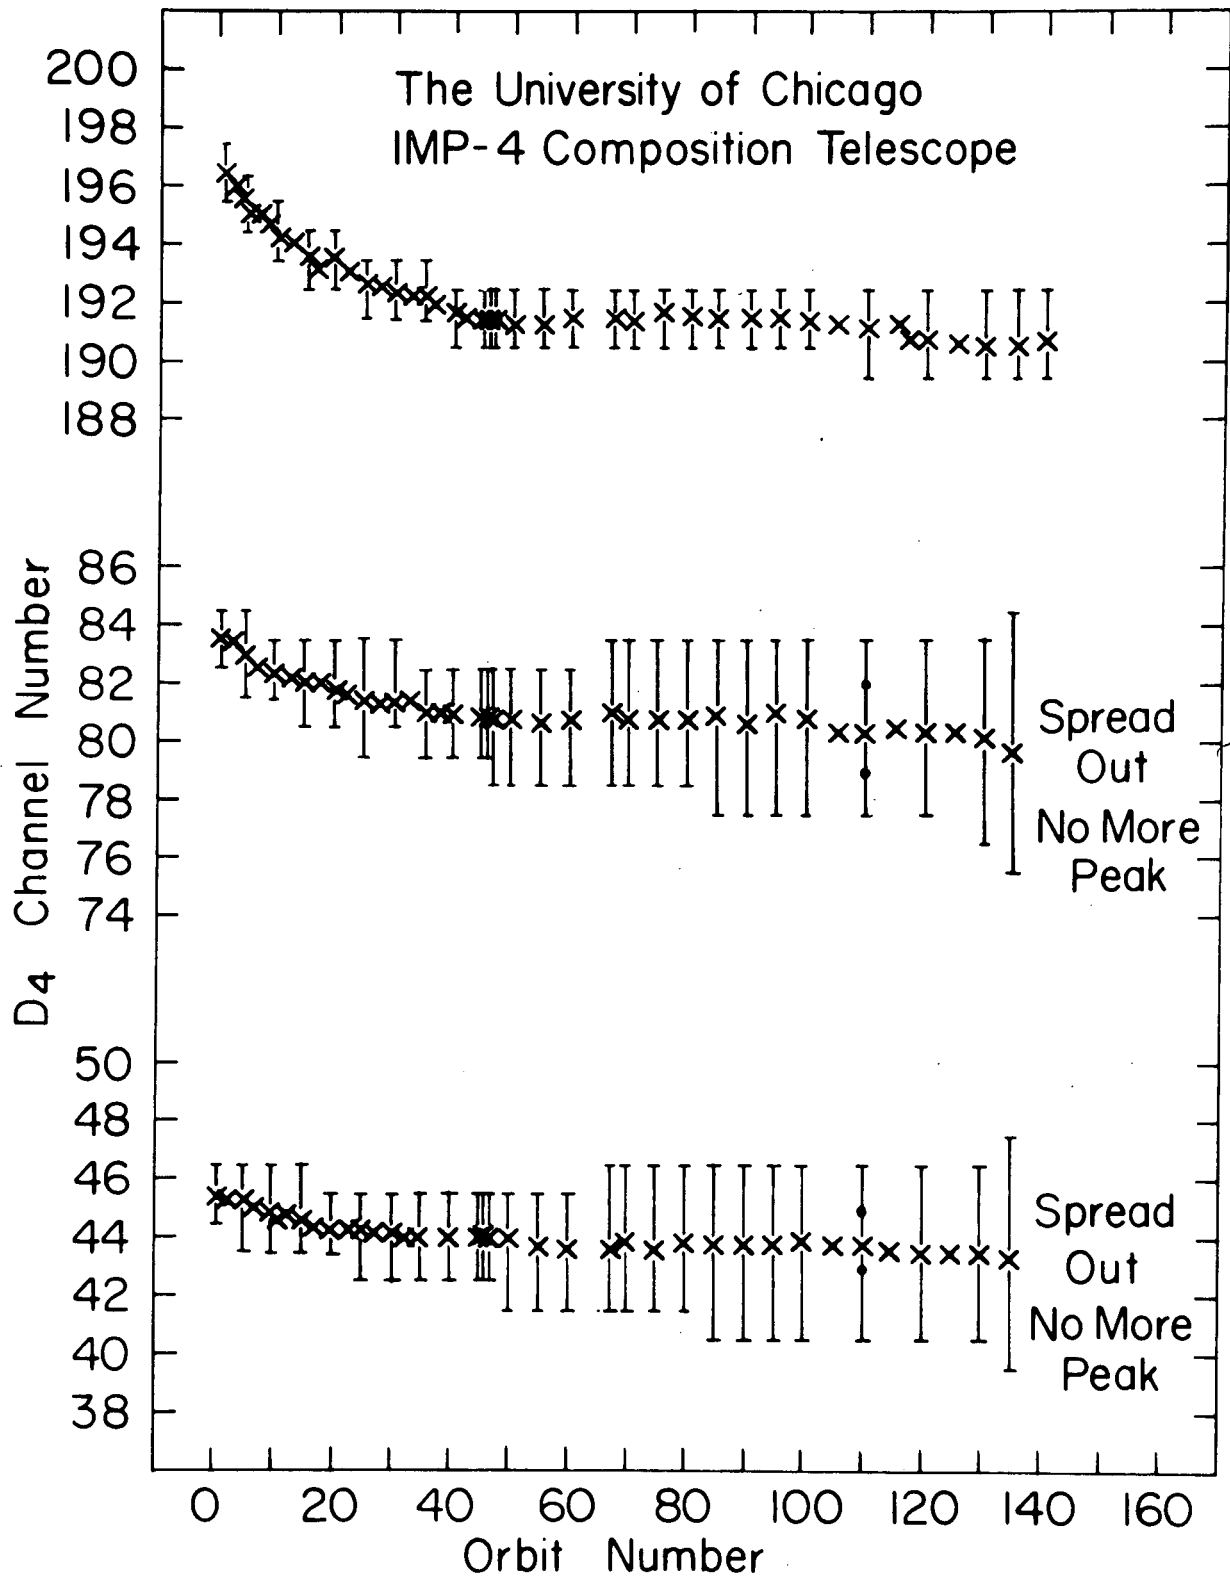 The University of Chicago
IMP-4 Composition Telescope
200
198
196
194
192
190
188
86
84
82
80
78
76
74
50
48
46
44
42
40
38
D4 Channel Number
Spread
Out
No More
Peak
Spread
Out
No More
Peak
0 20 40 60 80 100 120 140 160
Orbit Number